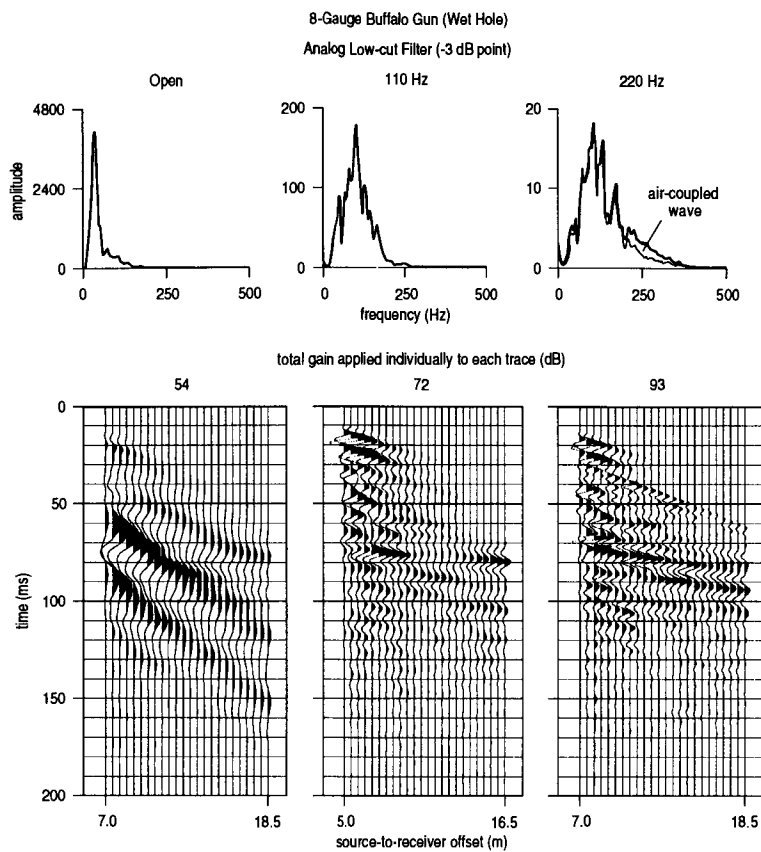 8-Gauge Buffalo Gun (Wet Hole)
Analog Low-cut Filter (-3 dB point)
Open
110 Hz
220 Hz
4800
2400
0
amplitude
0
250
500
200
100
0
0
250
500
frequency (Hz)
20
10
0
air-coupled
wave
0
250
500
total gain applied individually to each trace (dB)
54
72
93
0
50
100
150
200
time (ms)
7.0
18.5
5.0
16.5
7.0
18.5
source-to-receiver offset (m)